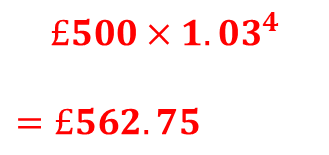 £500 × 1.03⁴
= £562.75